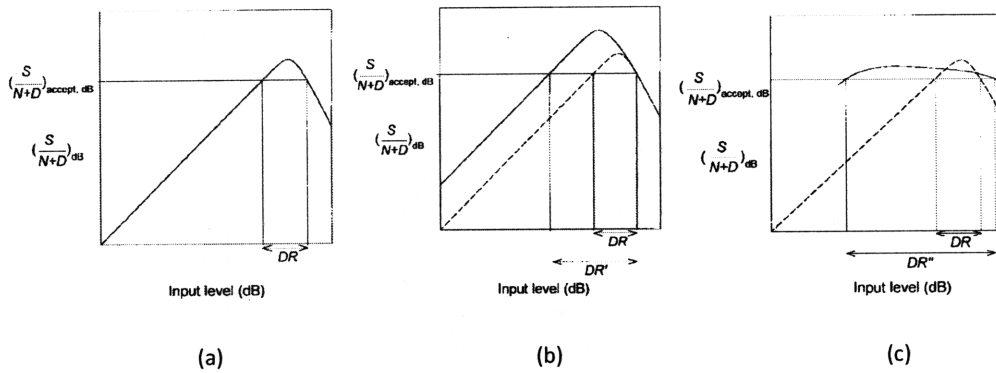 (S/N+D)accept, dB
(S/N+D)dB
DR
Input level (dB)
(a)
(S/N+D)accept, dB
(S/N+D)dB
DR
DR'
Input level (dB)
(b)
(S/N+D)accept, dB
(S/N+D)dB
DR
DR"
Input level (dB)
(c)